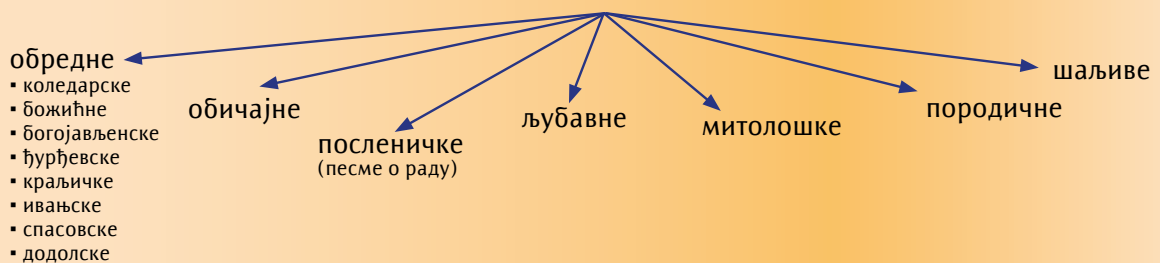 обредне
▪ коледарске
▪ божићне
▪ богојављенске
▪ ђурђевске
▪ краљичке
▪ ивањске
▪ спасовске
▪ додолске
обичајне
посленичке
(песме о раду)
љубавне
митолошке
породичне
шаљиве